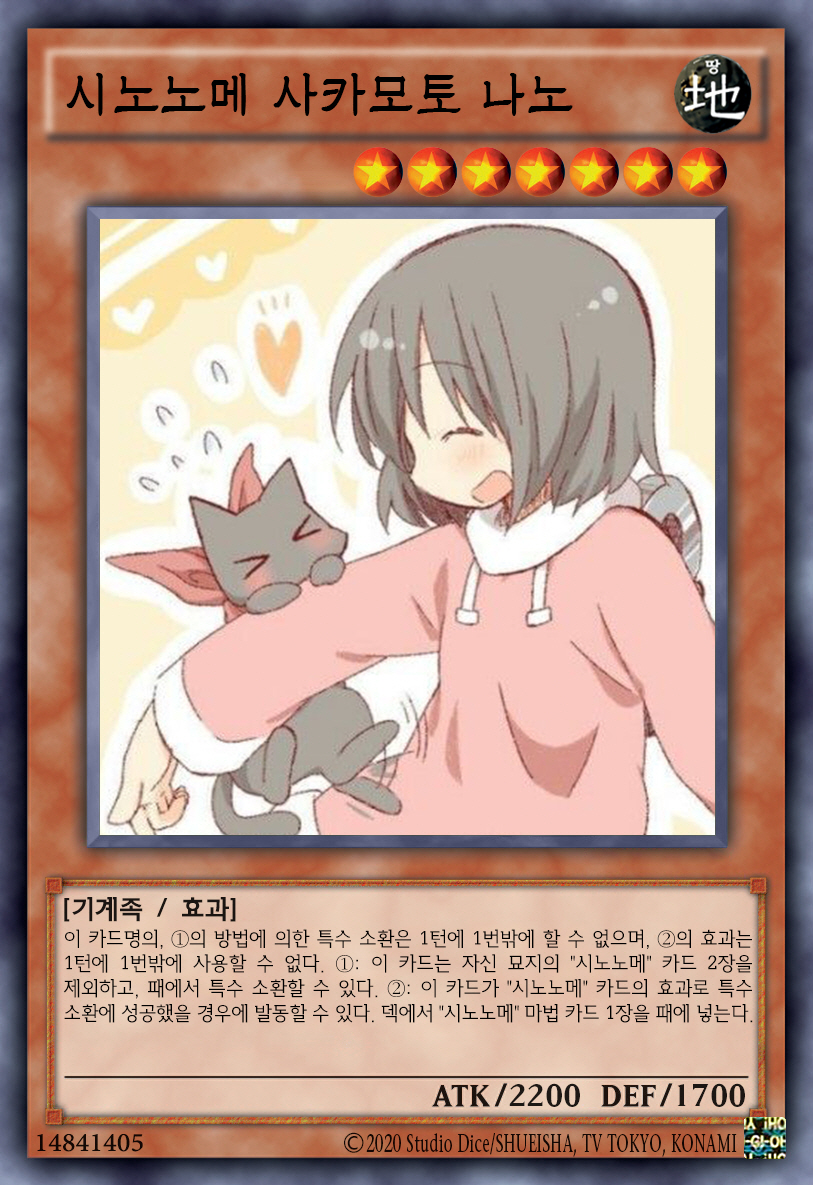 시노노메 사카모토 나노
땅
地
[기계족 / 효과]
이 카드명의, ①의 방법에 의한 특수 소환은 1턴에 1번밖에 할 수 없으며, ②의 효과는
1턴에 1번밖에 사용할 수 없다. ①: 이 카드는 자신 묘지의 "시노노메" 카드 2장을
제외하고, 패에서 특수 소환할 수 있다. ②: 이 카드가 "시노노메" 카드의 효과로 특수
소환에 성공했을 경우에 발동할 수 있다. 덱에서 "시노노메" 마법 카드 1장을 패에 넣는다.
ATK/2200 DEF/1700
14841405
©2020 Studio Dice/SHUEISHA, TV TOKYO, KONAMI